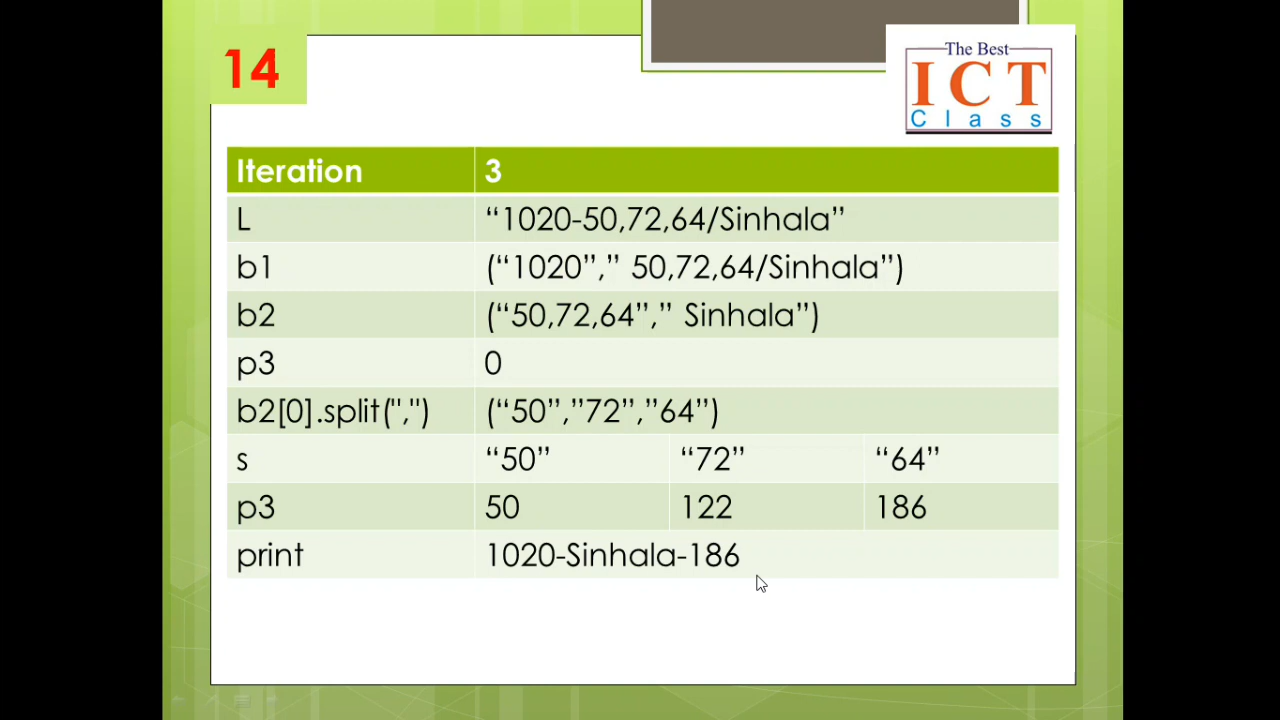 14
The Best
ICT
Class
Iteration 3
L “1020-50,72,64/Sinhala”
b1 (“1020”,” 50,72,64/Sinhala”)
b2 (“50,72,64”,” Sinhala”)
p3 0
b2[0].split(",") (“50”,”72”,”64”)
s “50” “72” “64”
p3 50 122 186
print 1020-Sinhala-186